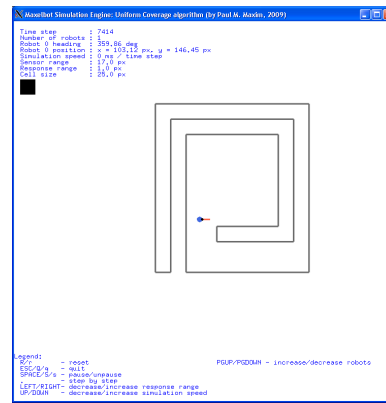 Maxelbot Simulation Engine: Uniform Coverage algorithm (by Paul M. Maxim, 2009)
Time step : 7414
Number of robots : 1
Robot 0 heading : 359,86 deg
Robot 0 position : x = 103,12 px, y = 146,45 px
Simulation speed : 0 ms / time step
Sensor range : 17,0 px
Response range : 1,0 px
Cell size : 25,0 px
Legend:
R/r - reset
PGUP/PGDOWN - increase/decrease robots
ESC/Q/q - quit
SPACE/S/s - pause/unpause
- step by step
LEFT/RIGHT- decrease/increase response range
UP/DOWN - decrease/increase simulation speed